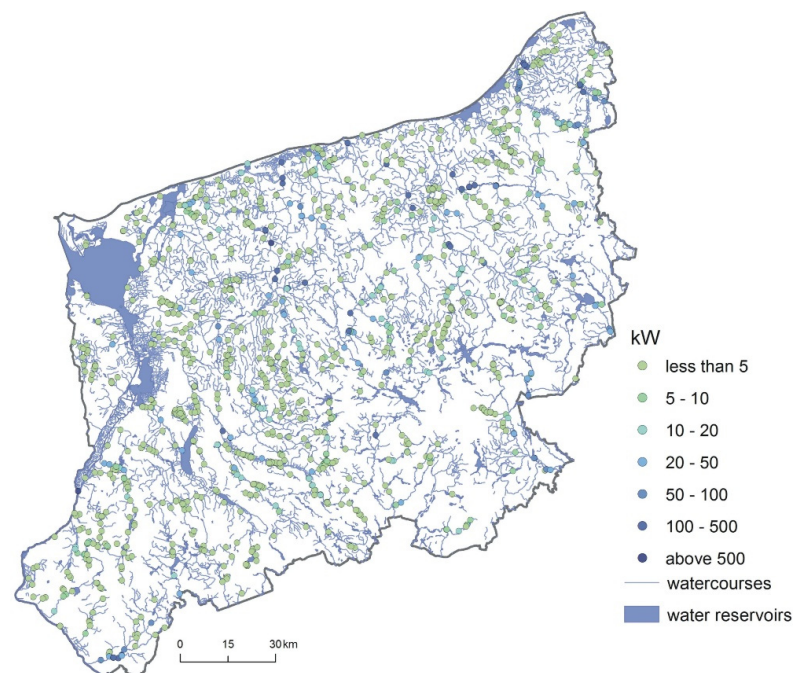 kW
less than 5
5 - 10
10 - 20
20 - 50
50 - 100
100 - 500
above 500
watercourses
water reservoirs
0 15 30 km